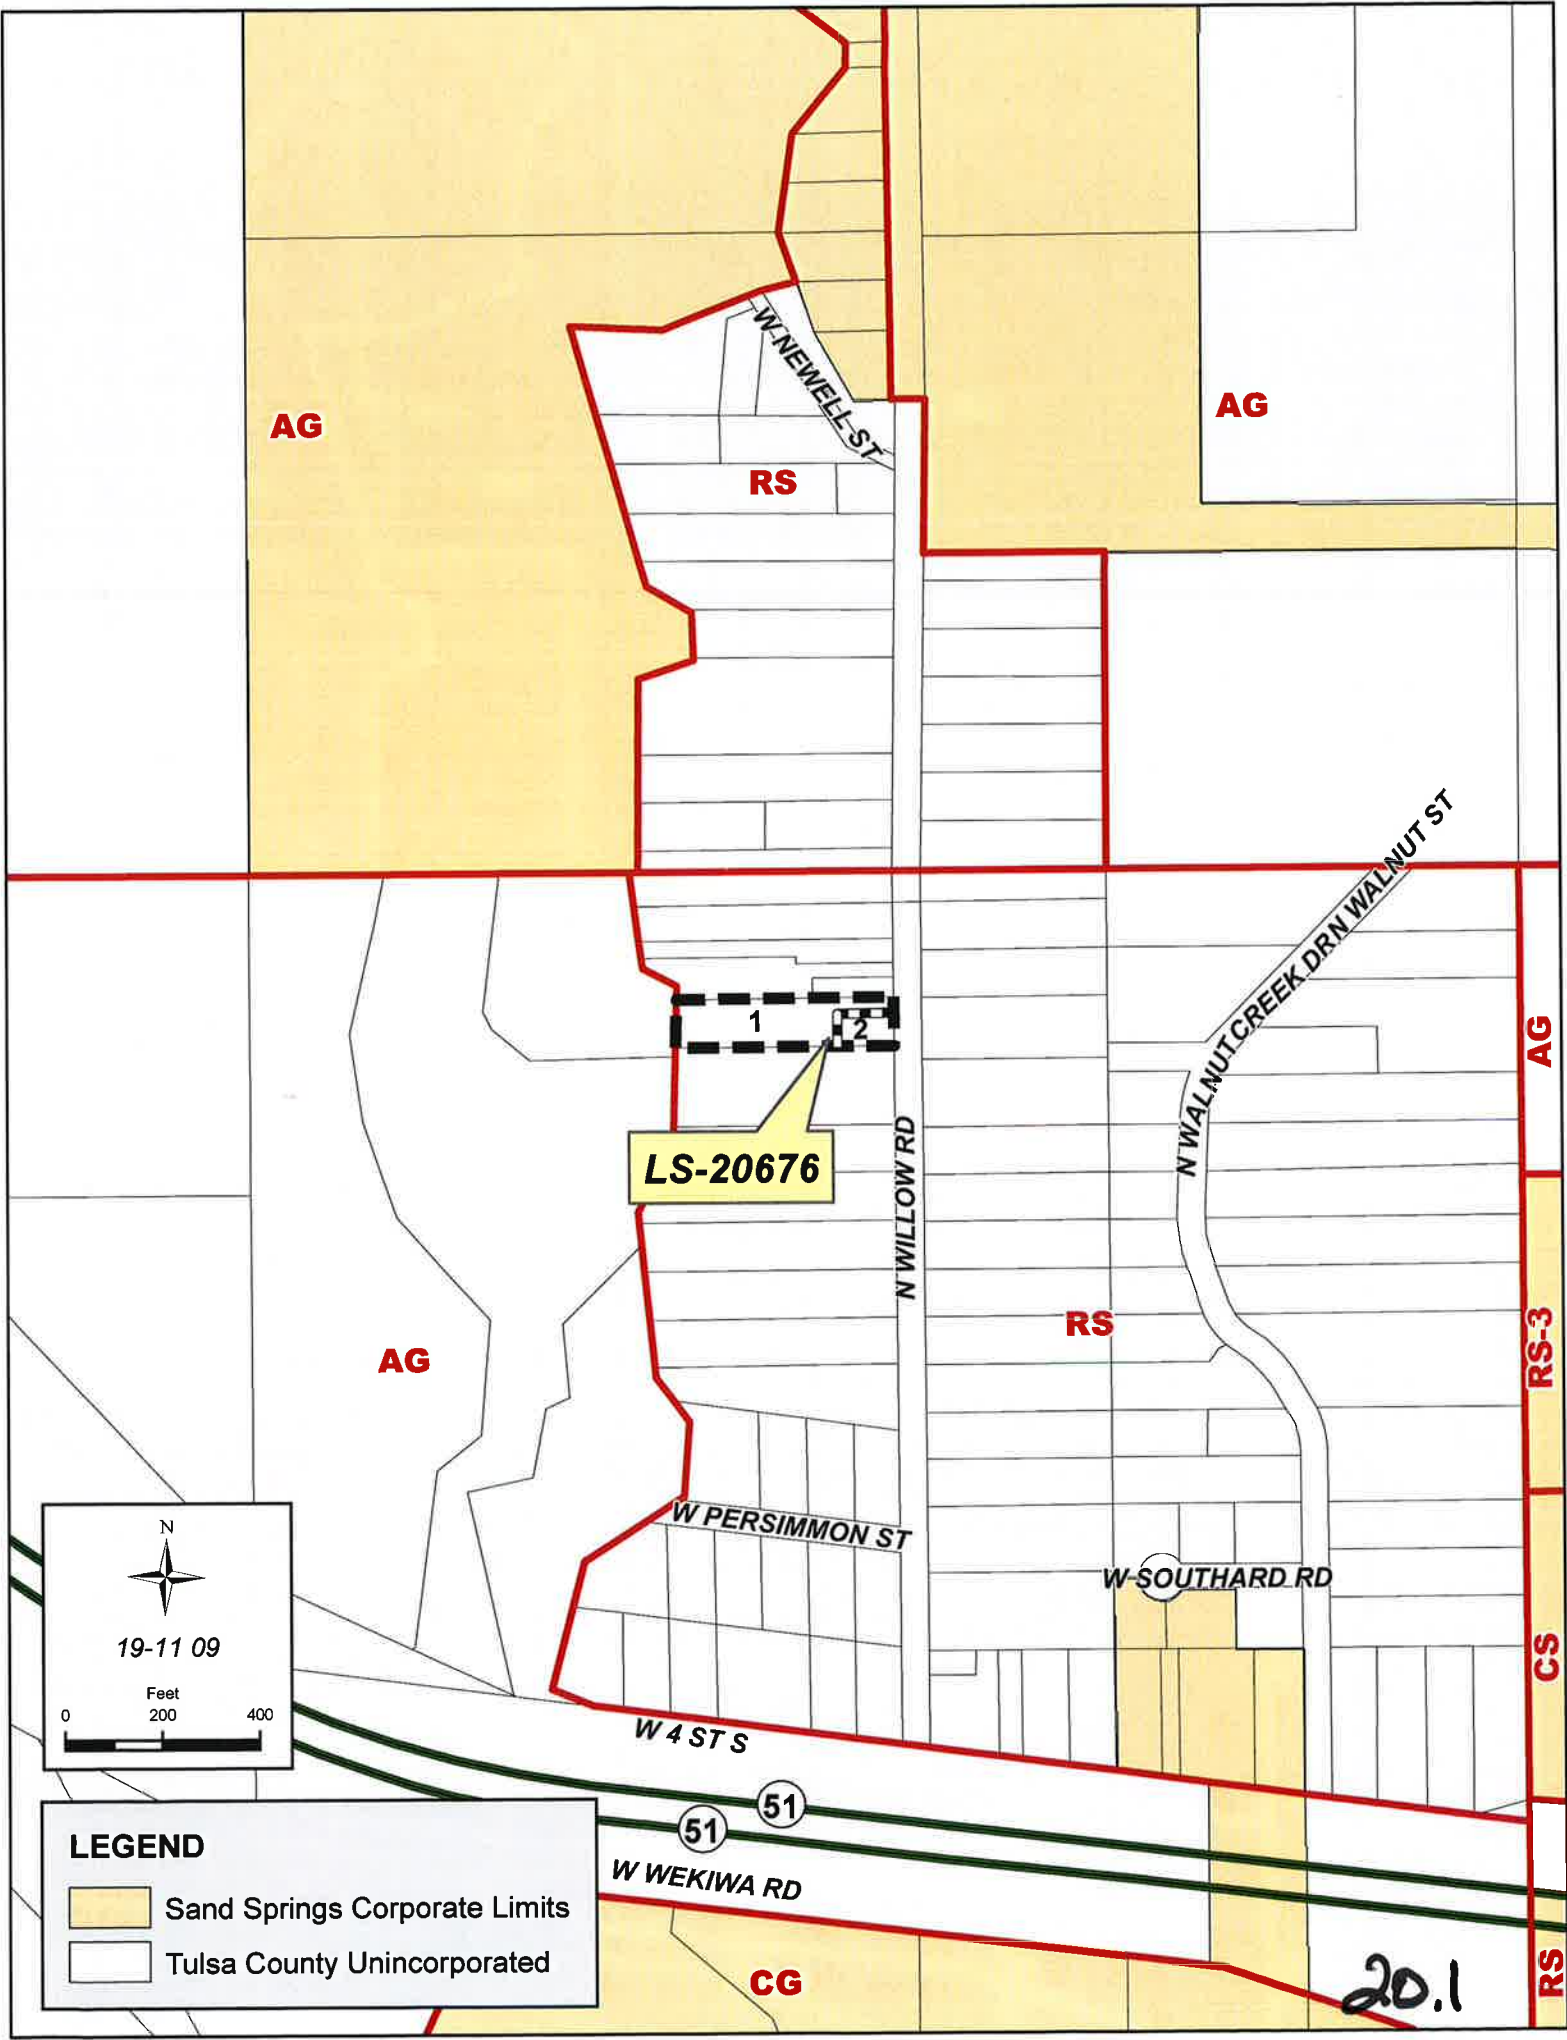 W NEWELL ST
AG
AG
RS
N WALNUT CREEK DRN WALNUT ST
1
2
AG
LS-20676
N WILLOW RD
RS
RS-3
AG
W PERSIMMON ST
W SOUTHARD RD
N
19-11 09
Feet
0 200 400
CS
W 4 ST S
51
51
W WEKIWA RD
LEGEND
Sand Springs Corporate Limits
Tulsa County Unincorporated
CG
RS
20.1